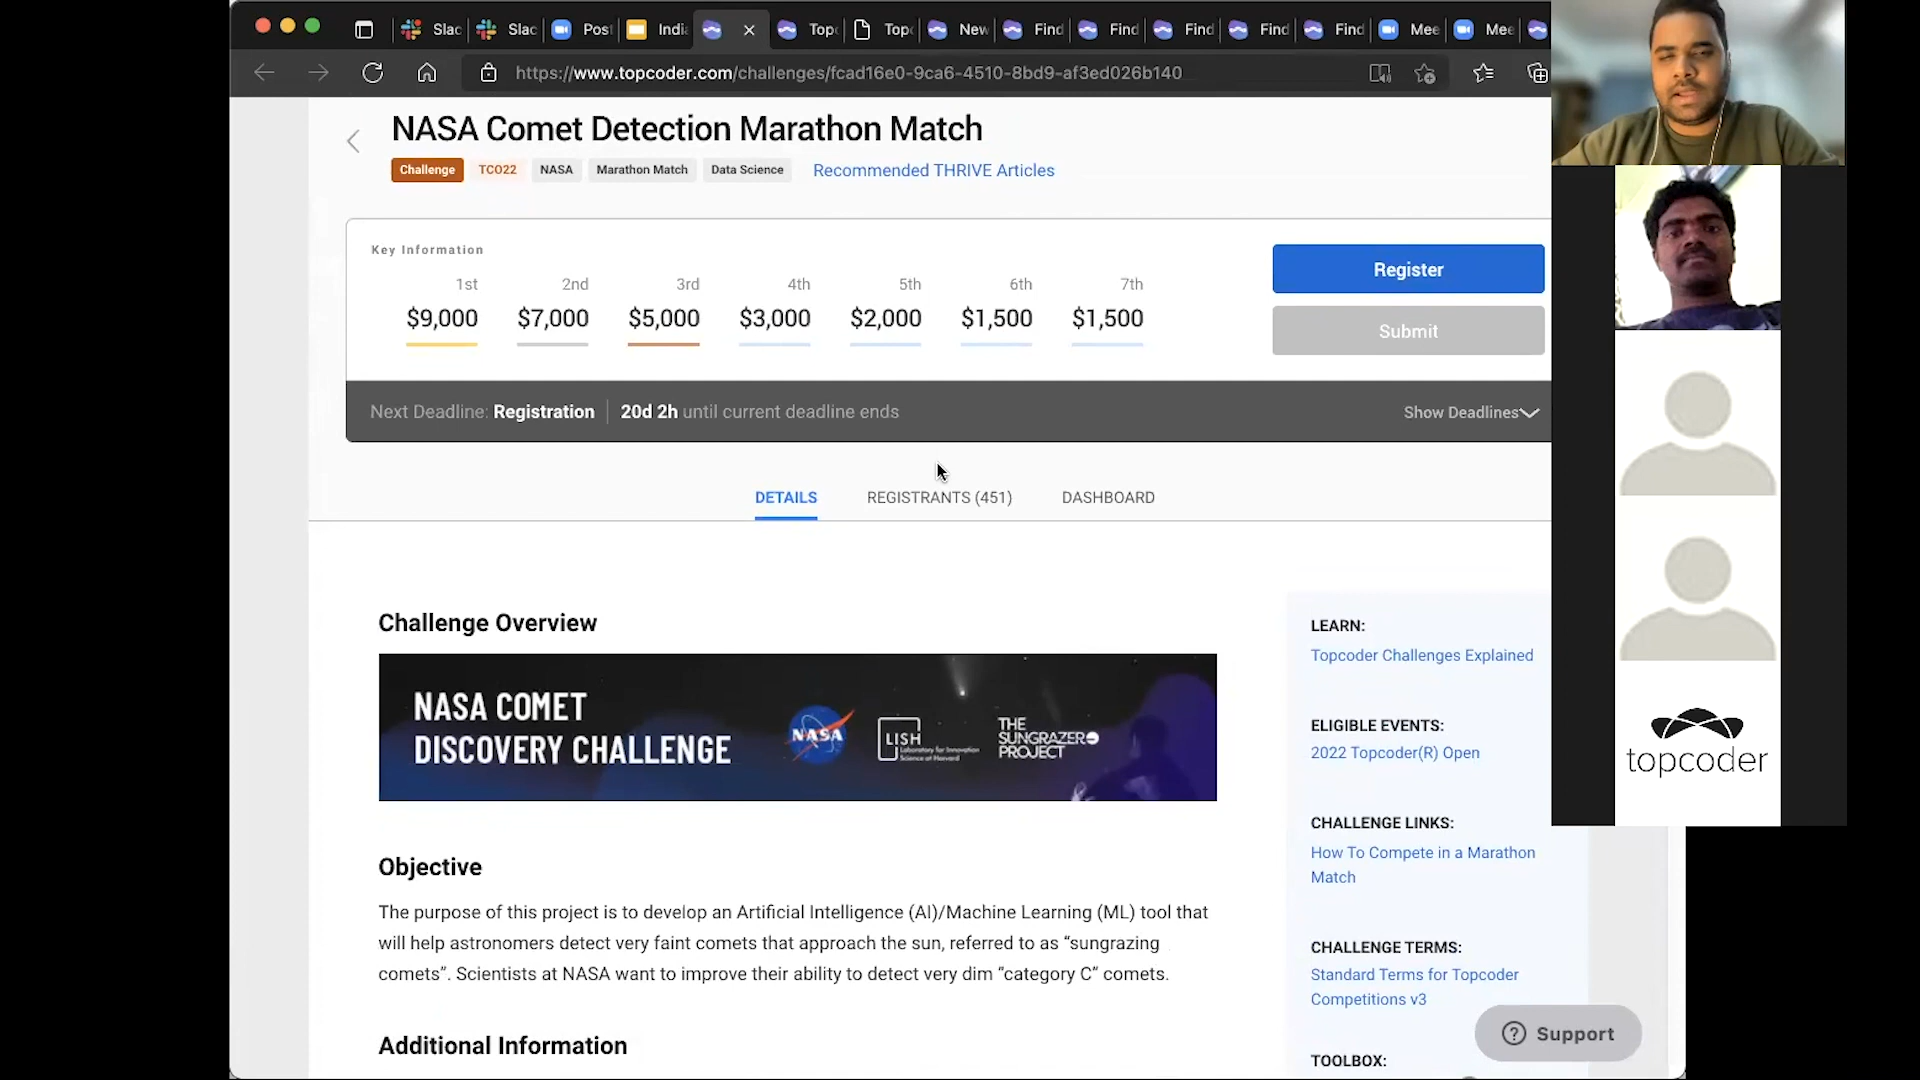 Slac
Slac
Post
India
Topc
Topc
New
Find
Find
Find
Find
Find
Mee
Mee
https://www.topcoder.com/challenges/fcad16e0-9ca6-4510-8bd9-af3ed026b140
NASA Comet Detection Marathon Match
Challenge TCO22 NASA Marathon Match Data Science Recommended THRIVE Articles
Key Information
1st 2nd 3rd 4th 5th 6th 7th
$9,000 $7,000 $5,000 $3,000 $2,000 $1,500 $1,500
Register
Submit
Next Deadline: Registration 20d 2h until current deadline ends
Show Deadlines
DETAILS REGISTRANTS (451) DASHBOARD
Challenge Overview
NASA COMET
DISCOVERY CHALLENGE
NASA
LISH
Laboratory for Innovation
Science at Harvard
THE
SUNGRAZER
PROJECT
Objective
The purpose of this project is to develop an Artificial Intelligence (AI)/Machine Learning (ML) tool that
will help astronomers detect very faint comets that approach the sun, referred to as “sungrazing
comets”. Scientists at NASA want to improve their ability to detect very dim “category C” comets.
Additional Information
LEARN:
Topcoder Challenges Explained
ELIGIBLE EVENTS:
2022 Topcoder(R) Open
CHALLENGE LINKS:
How To Compete in a Marathon
Match
CHALLENGE TERMS:
Standard Terms for Topcoder
Competitions v3
TOOLBOX:
Support
topcoder